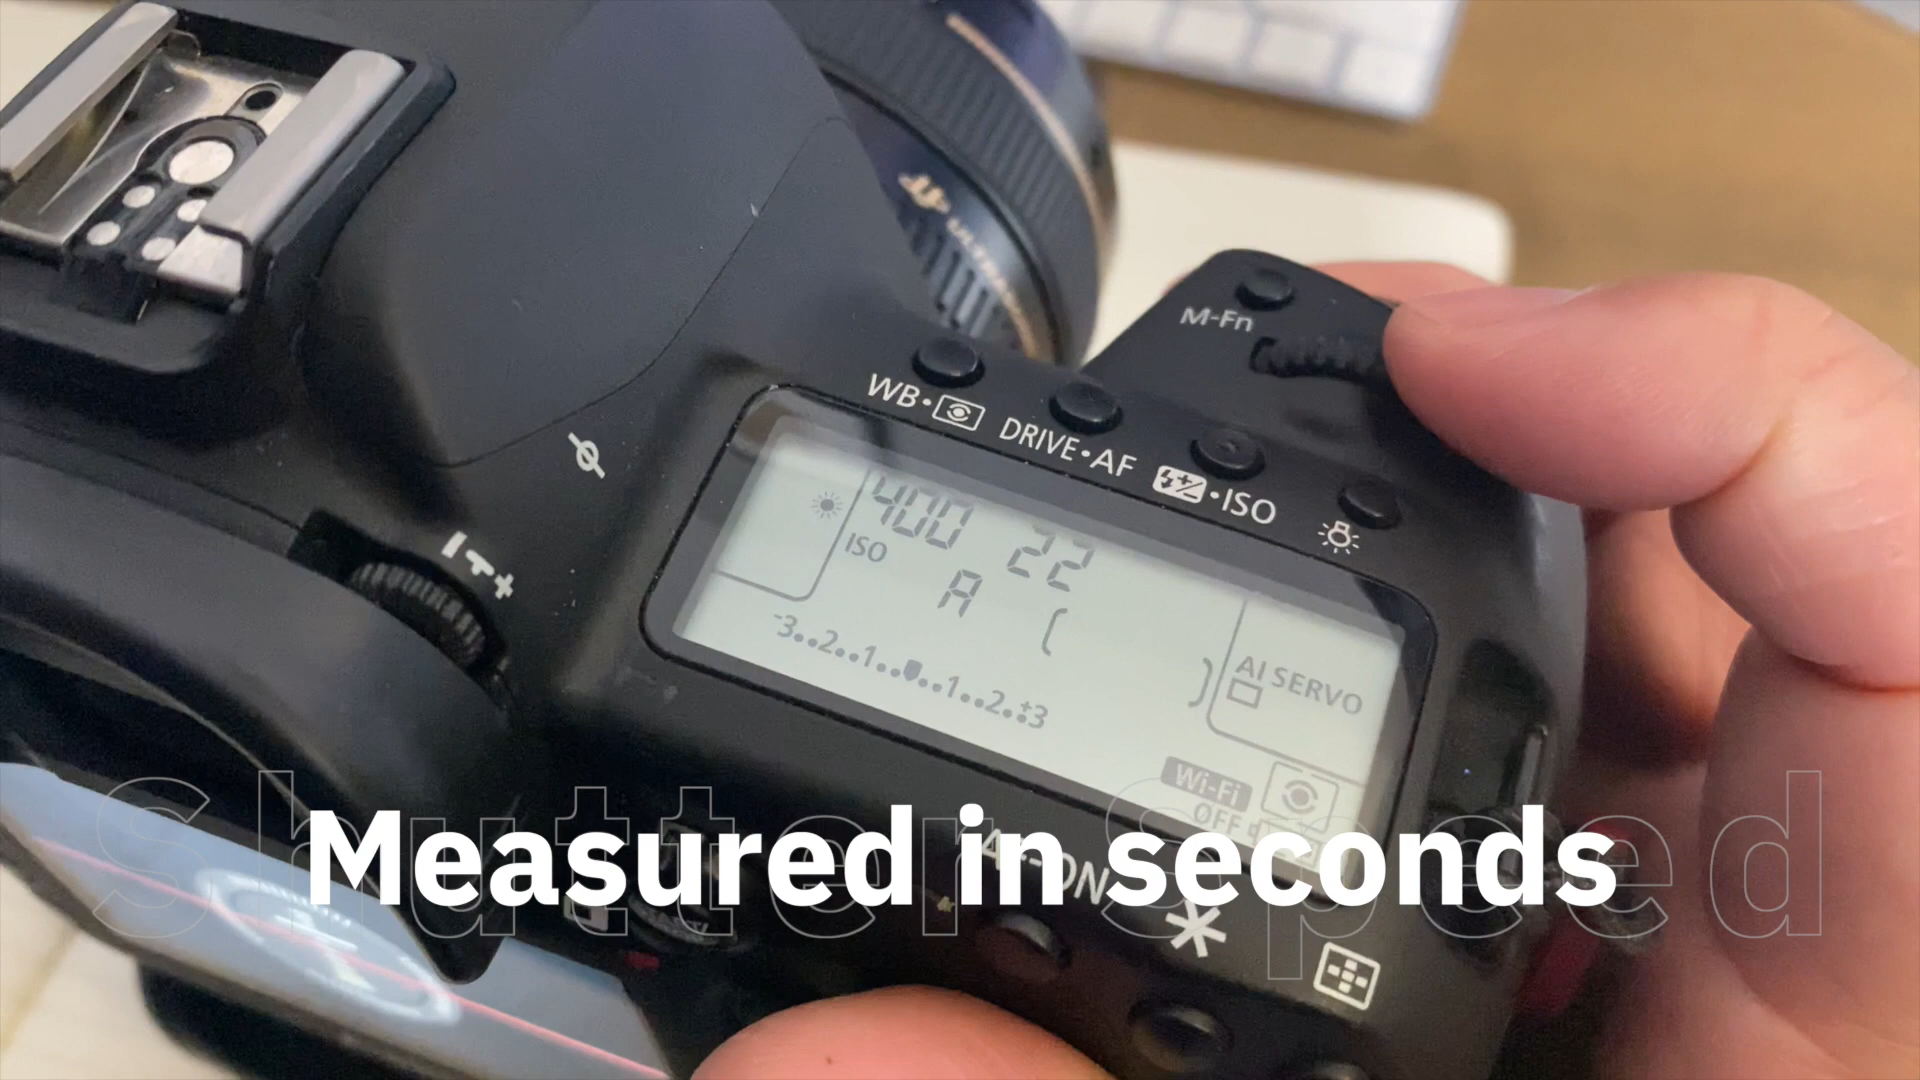 M-Fn
WB•
DRIVE•AF
•ISO
400 22
ISO
A (
)
-3..2..1..•..1..2.+3
AI SERVO
Wi-Fi
OFF
Shutter Speed
Measured in seconds